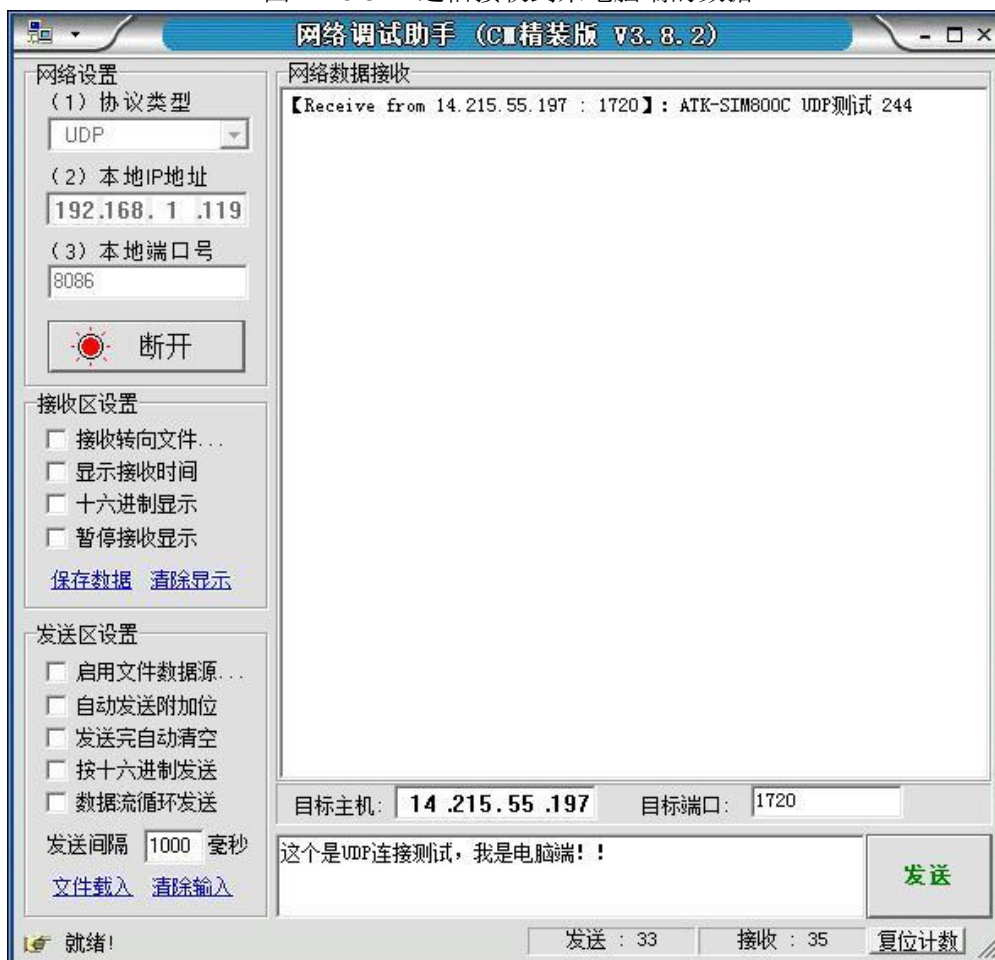 网络调试助手 (CM精装版 V3.8.2)
网络设置
(1) 协议类型
UDP
(2) 本地IP地址
192.168. 1 .119
(3) 本地端口号
8086
断开
接收区设置
接收转向文件...
显示接收时间
十六进制显示
暂停接收显示
保存数据 清除显示
发送区设置
启用文件数据源...
自动发送附加位
发送完自动清空
按十六进制发送
数据流循环发送
发送间隔 1000 毫秒
文件载入 清除输入
网络数据接收
【Receive from 14.215.55.197 : 1720】: ATK-SIM800C UDP测试 244
目标主机: 14 .215.55 .197 目标端口: 1720
这个是UDP连接测试，我是电脑端!!
发送
就绪! 发送 : 33 接收 : 35 复位计数